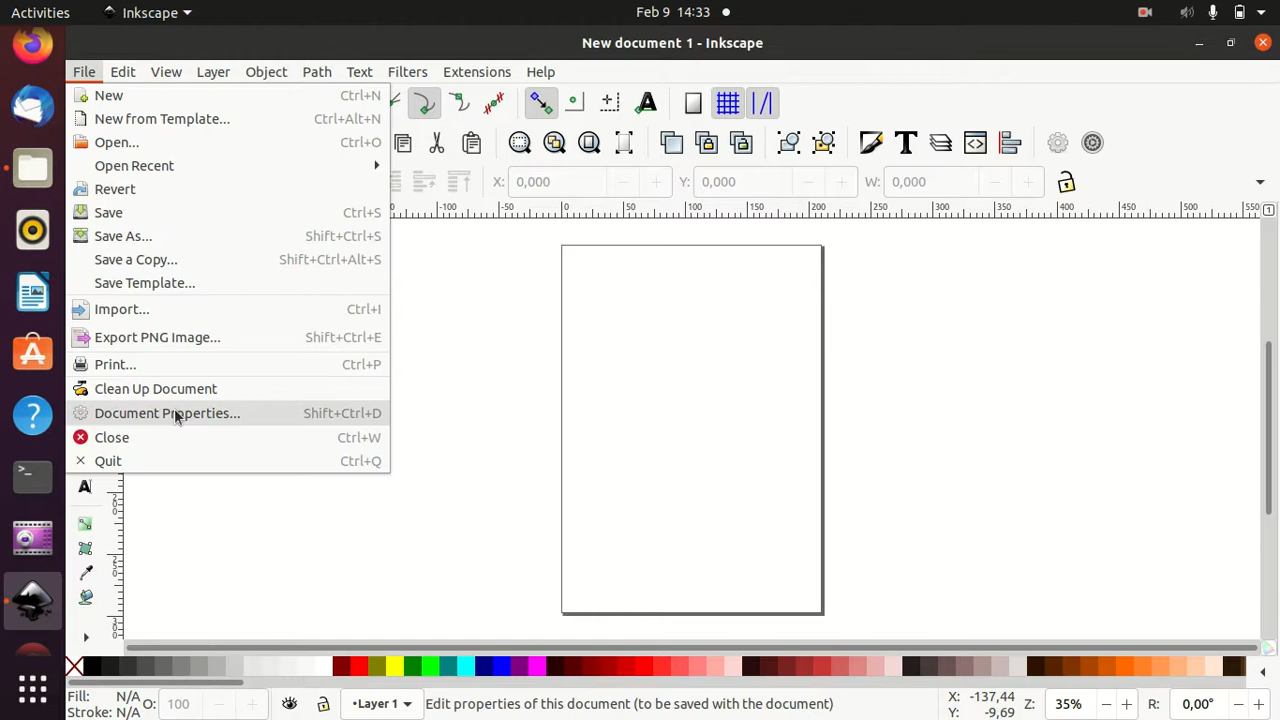 Activities Inkscape Feb 9 14:33
New document 1 - Inkscape
File Edit View Layer Object Path Text Filters Extensions Help
New Ctrl+N
New from Template... Ctrl+Alt+N
Open... Ctrl+O
Open Recent
Revert
Save Ctrl+S
Save As... Shift+Ctrl+S
Save a Copy... Shift+Ctrl+Alt+S
Save Template...
Import... Ctrl+I
Export PNG Image... Shift+Ctrl+E
Print... Ctrl+P
Clean Up Document
Document Properties... Shift+Ctrl+D
Close Ctrl+W
Quit Ctrl+Q
X: 0,000 Y: 0,000 W: 0,000
-100 -50 0 50 100 150 200 250 300 350 400 450 500 550
200
250
300
Fill: N/A O: 100 Layer 1 Edit properties of this document (to be saved with the document) X: -137,44 Z: 35% R: 0,00°
Stroke: N/A Y: -9,69